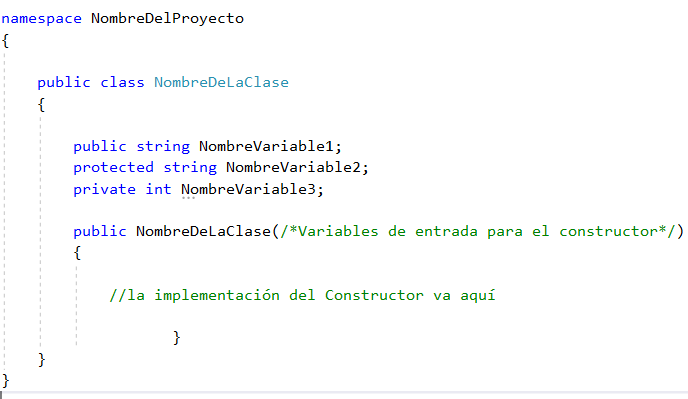 namespace NombreDelProyecto
{
public class NombreDeLaClase
{
public string NombreVariable1;
protected string NombreVariable2;
private int NombreVariable3;
public NombreDeLaClase(/*Variables de entrada para el constructor*/)
{
//la implementación del Constructor va aquí
}
}
}